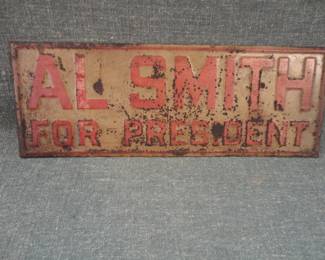 AL SMITH
FOR PRESIDENT